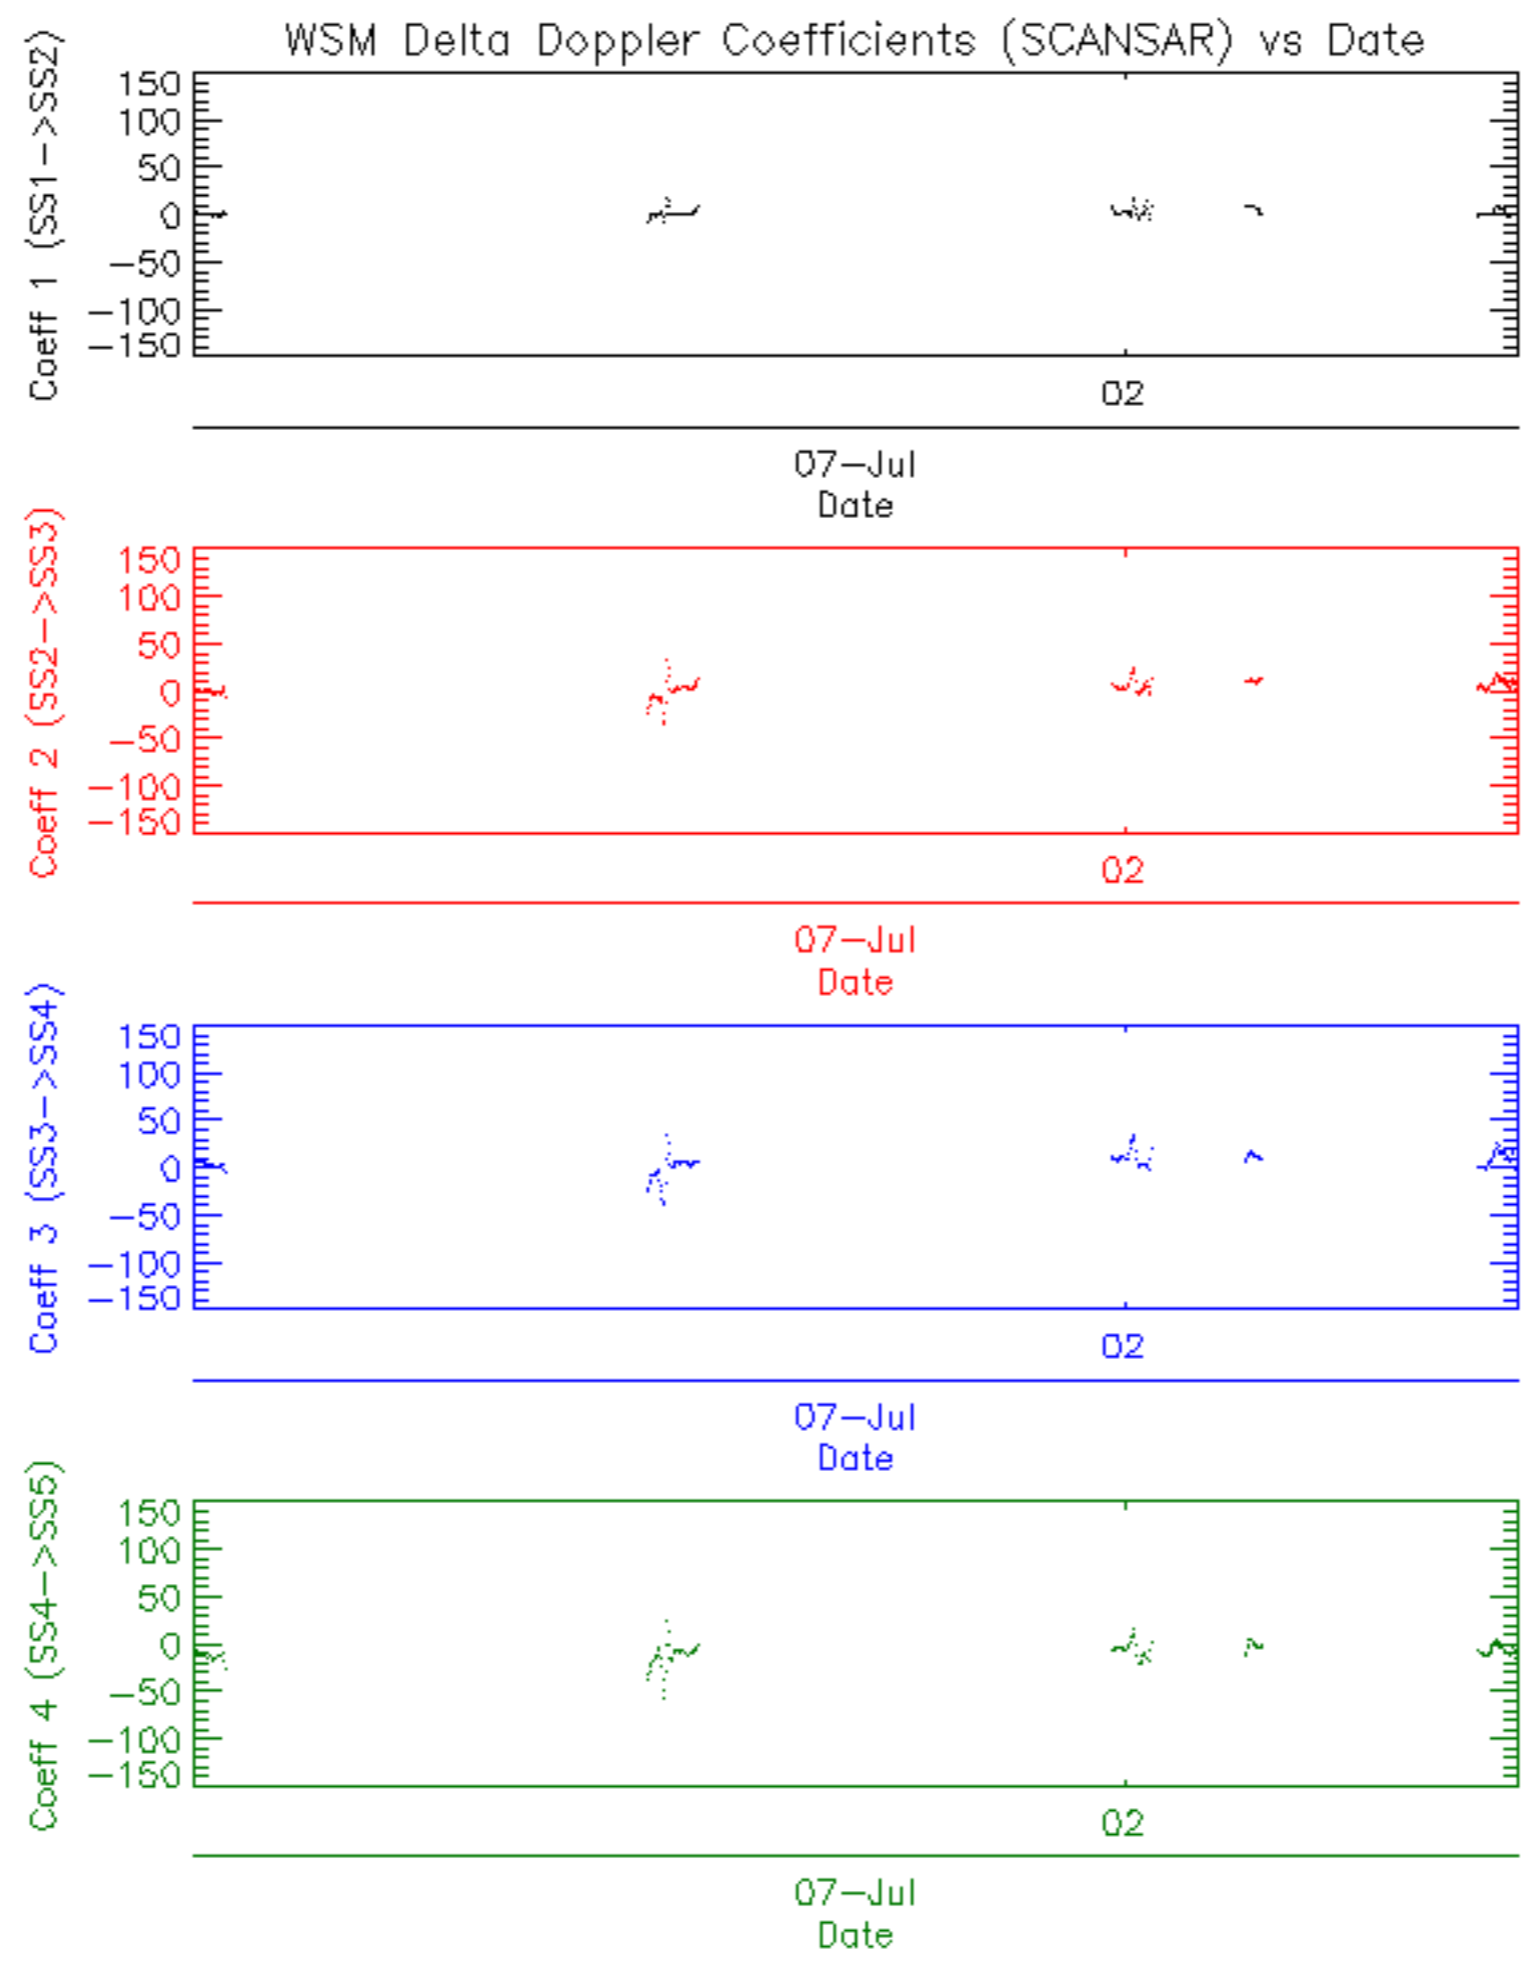 WSM Delta Doppler Coefficients (SCANSAR) vs Date
Coeff 1 (SS1->SS2)
150
100
50
0
-50
-100
-150
02
07-Jul
Date
Coeff 2 (SS2->SS3)
150
100
50
0
-50
-100
-150
02
07-Jul
Date
Coeff 3 (SS3->SS4)
150
100
50
0
-50
-100
-150
02
07-Jul
Date
Coeff 4 (SS4->SS5)
150
100
50
0
-50
-100
-150
02
07-Jul
Date